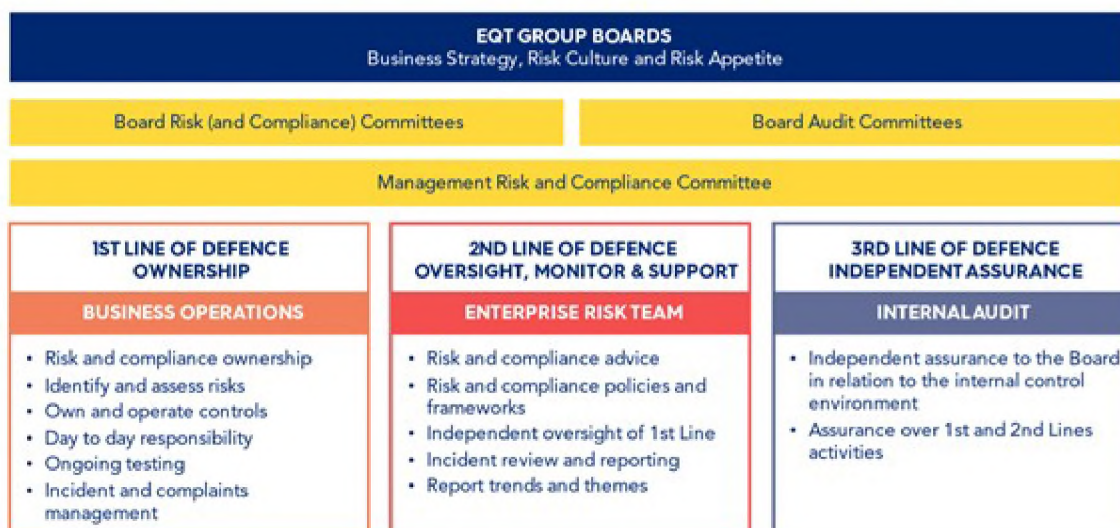 EQT GROUP BOARDS
Business Strategy, Risk Culture and Risk Appetite
Board Risk (and Compliance) Committees
Board Audit Committees
Management Risk and Compliance Committee
1ST LINE OF DEFENCE
OWNERSHIP
BUSINESS OPERATIONS
• Risk and compliance ownership
• Identify and assess risks
• Own and operate controls
• Day to day responsibility
• Ongoing testing
• Incident and complaints
management
2ND LINE OF DEFENCE
OVERSIGHT, MONITOR & SUPPORT
ENTERPRISE RISK TEAM
• Risk and compliance advice
• Risk and compliance policies and
frameworks
• Independent oversight of 1st Line
• Incident review and reporting
• Report trends and themes
3RD LINE OF DEFENCE
INDEPENDENT ASSURANCE
INTERNAL AUDIT
• Independent assurance to the Board
in relation to the internal control
environment
• Assurance over 1st and 2nd Lines
activities